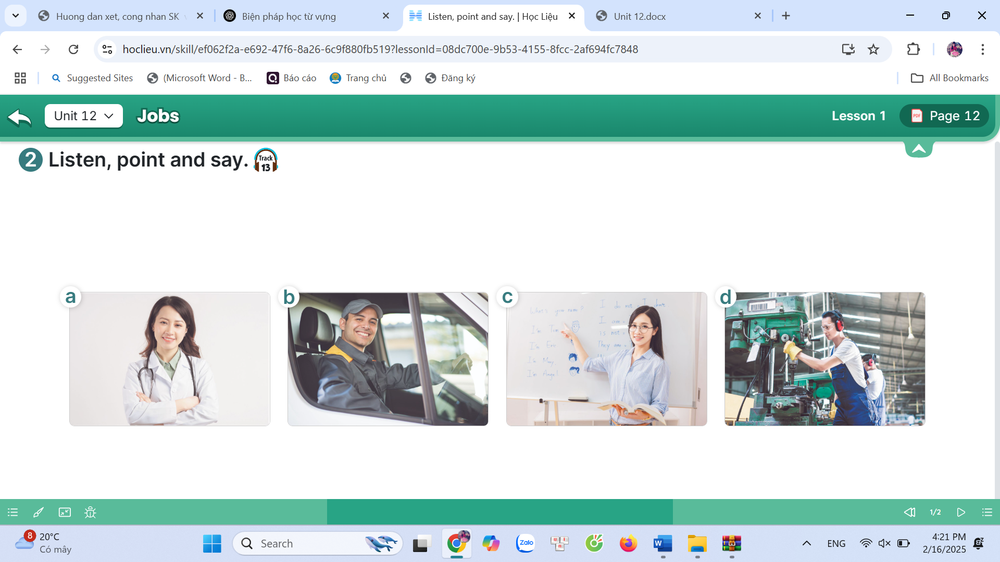 Huong dan xet, cong nhan SK
Biện pháp học từ vựng
Listen, point and say. | Học Liệu
Unit 12.docx
hoclieu.vn/skill/ef062f2a-e692-47f6-8a26-6c9f880fb519?lessonId=08dc700e-9b53-4155-8fcc-2af694fc7848
Suggested Sites
(Microsoft Word - B...
Báo cáo
Trang chủ
Đăng ký
All Bookmarks
Unit 12
Jobs
Lesson 1
PDF
Page 12
2 Listen, point and say.
Track
13
a
b
c
d
What's your name?
I'm Tom
I'm Eric
I'm Mary.
I'm Angel
I do not = I don't
I am =
is not =
They are =
1/2
8
20°C
Có mây
Search
Zalo
u i
n
W
ENG
4:21 PM
2/16/2025